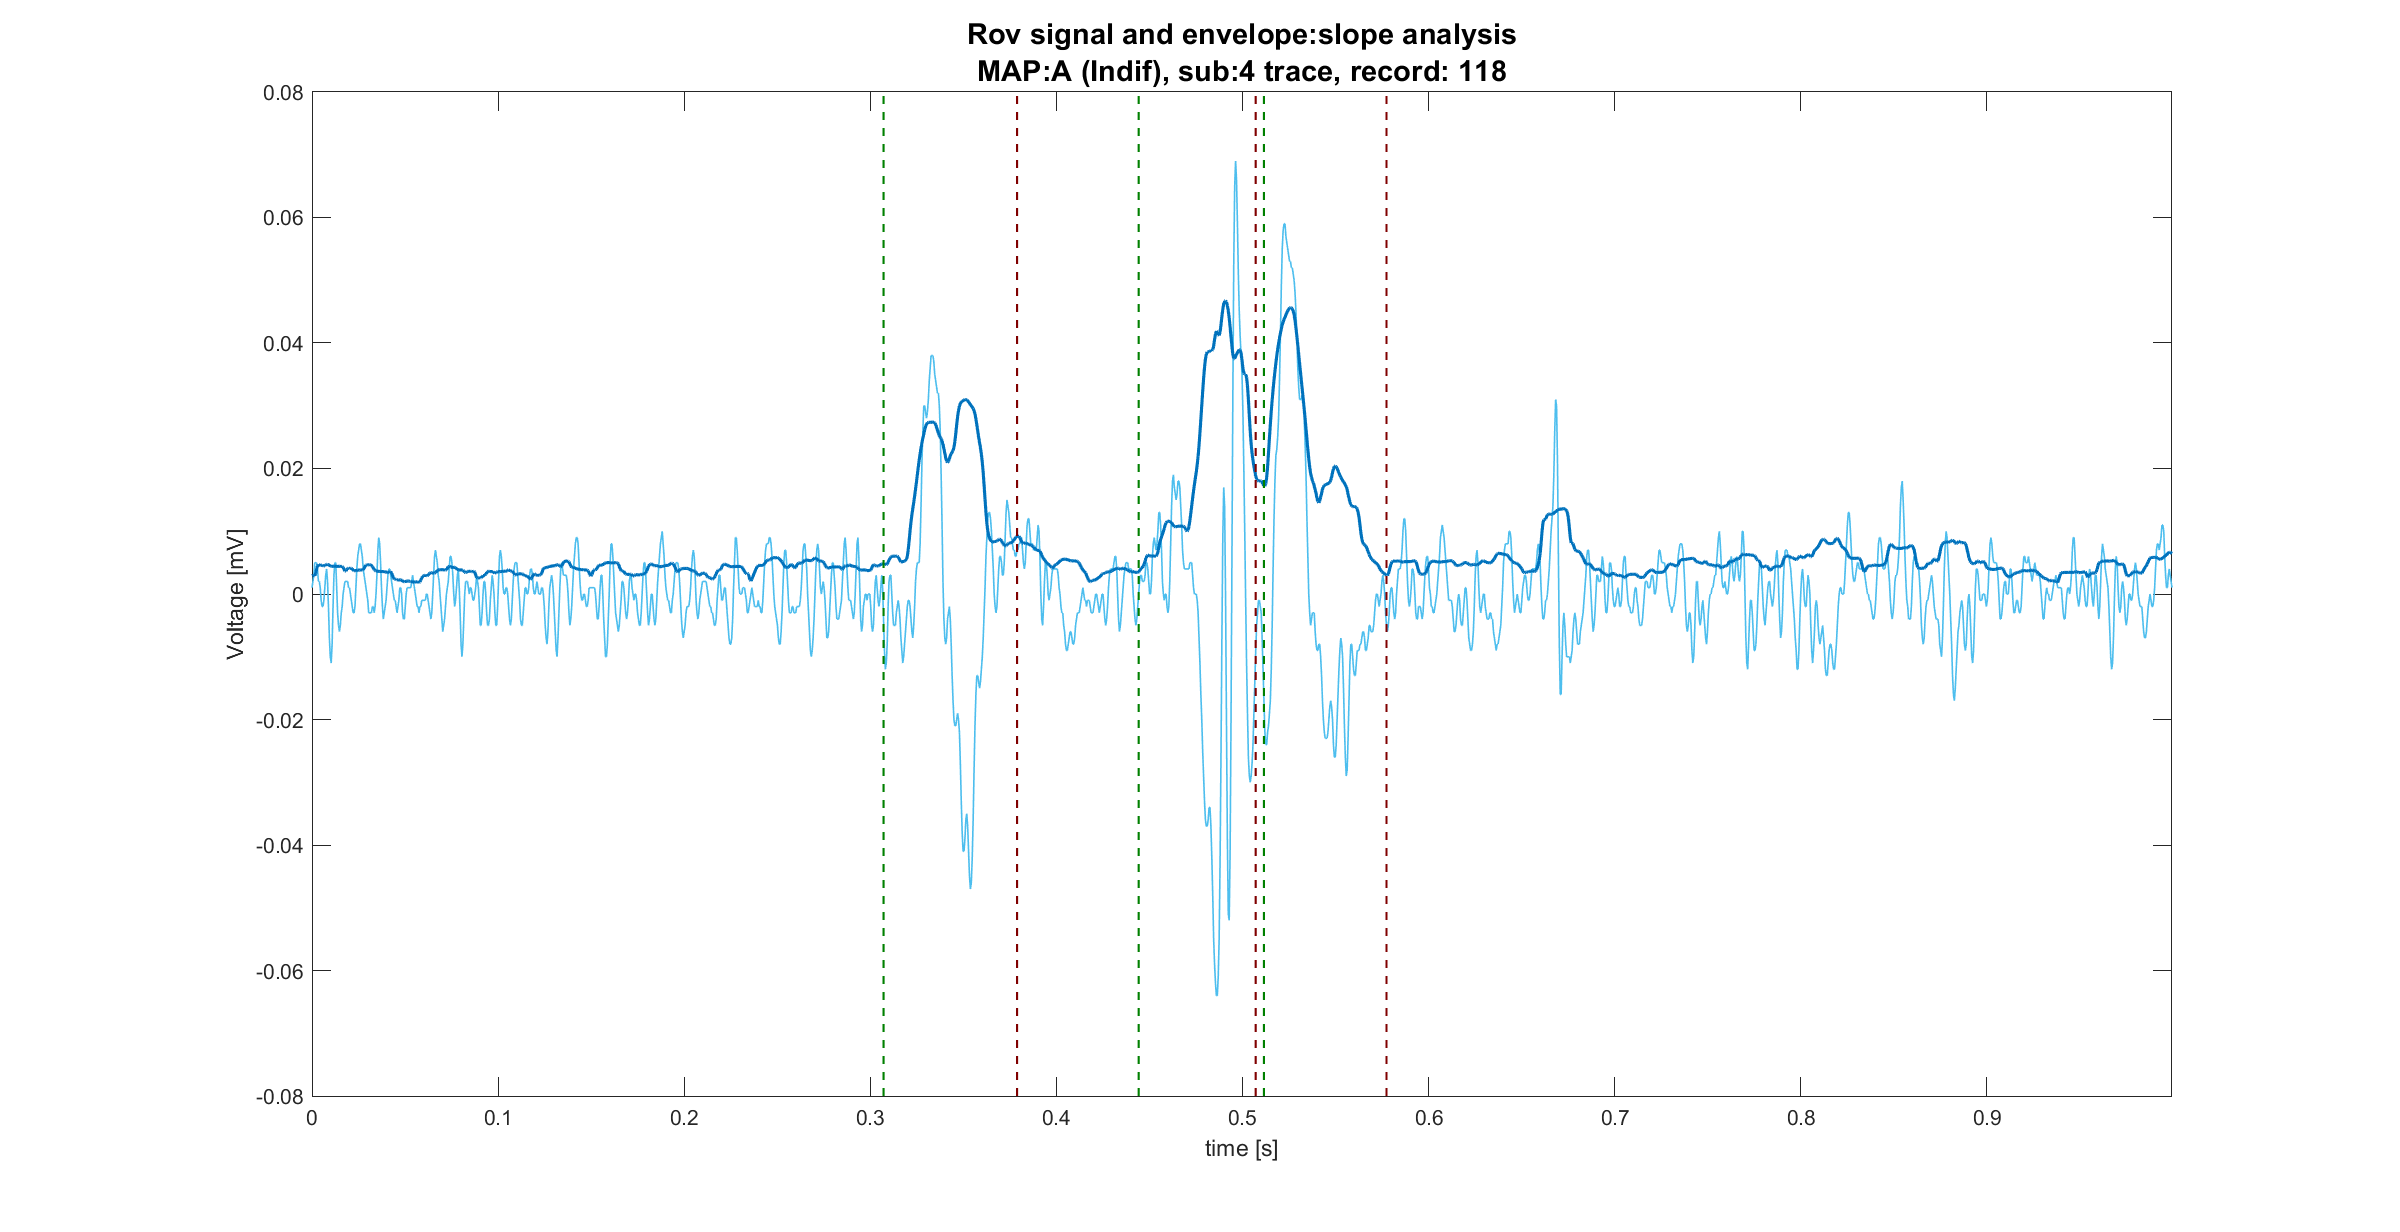 Rov signal and envelope:slope analysis
MAP:A (Indif), sub:4 trace, record: 118
0.08
0.06
0.04
0.02
0
-0.02
-0.04
-0.06
-0.08
Voltage [mV]
0 0.1 0.2 0.3 0.4 0.5 0.6 0.7 0.8 0.9
time [s]